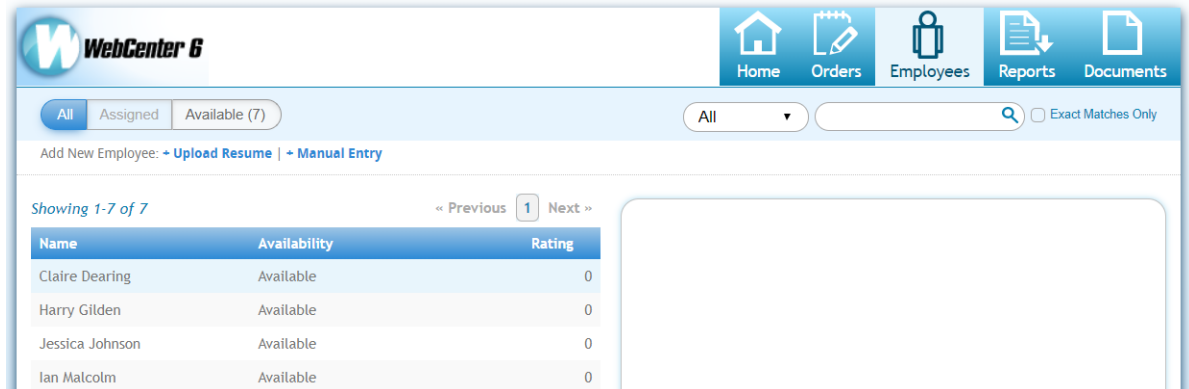 WebCenter 6
Home Orders Employees Reports Documents
All Assigned Available (7)
All ▼ Exact Matches Only
Add New Employee: + Upload Resume | + Manual Entry
Showing 1-7 of 7 « Previous 1 Next »
Name Availability Rating
Claire Dearing Available 0
Harry Gilden Available 0
Jessica Johnson Available 0
Ian Malcolm Available 0